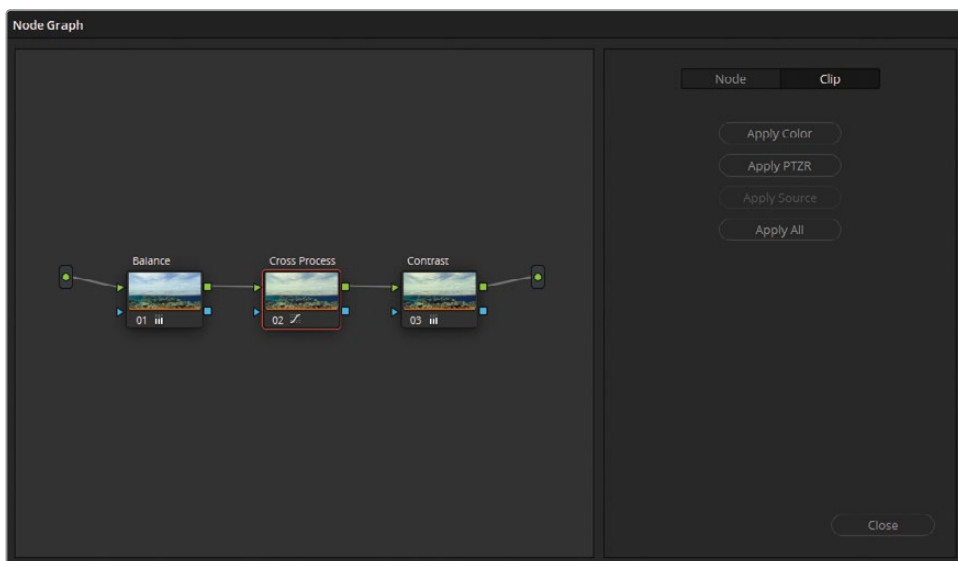 Node Graph
Node Clip
Apply Color
Apply PTZR
Apply Source
Apply All
Balance Cross Process Contrast
01 02 03
Close